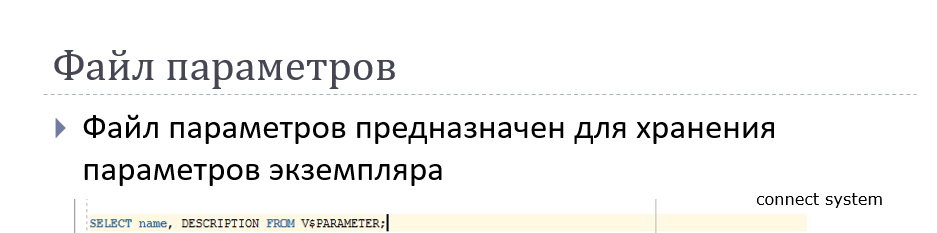 Файл параметров
Файл параметров предназначен для хранения
параметров экземпляра
connect system
SELECT name, DESCRIPTION FROM V$PARAMETER;